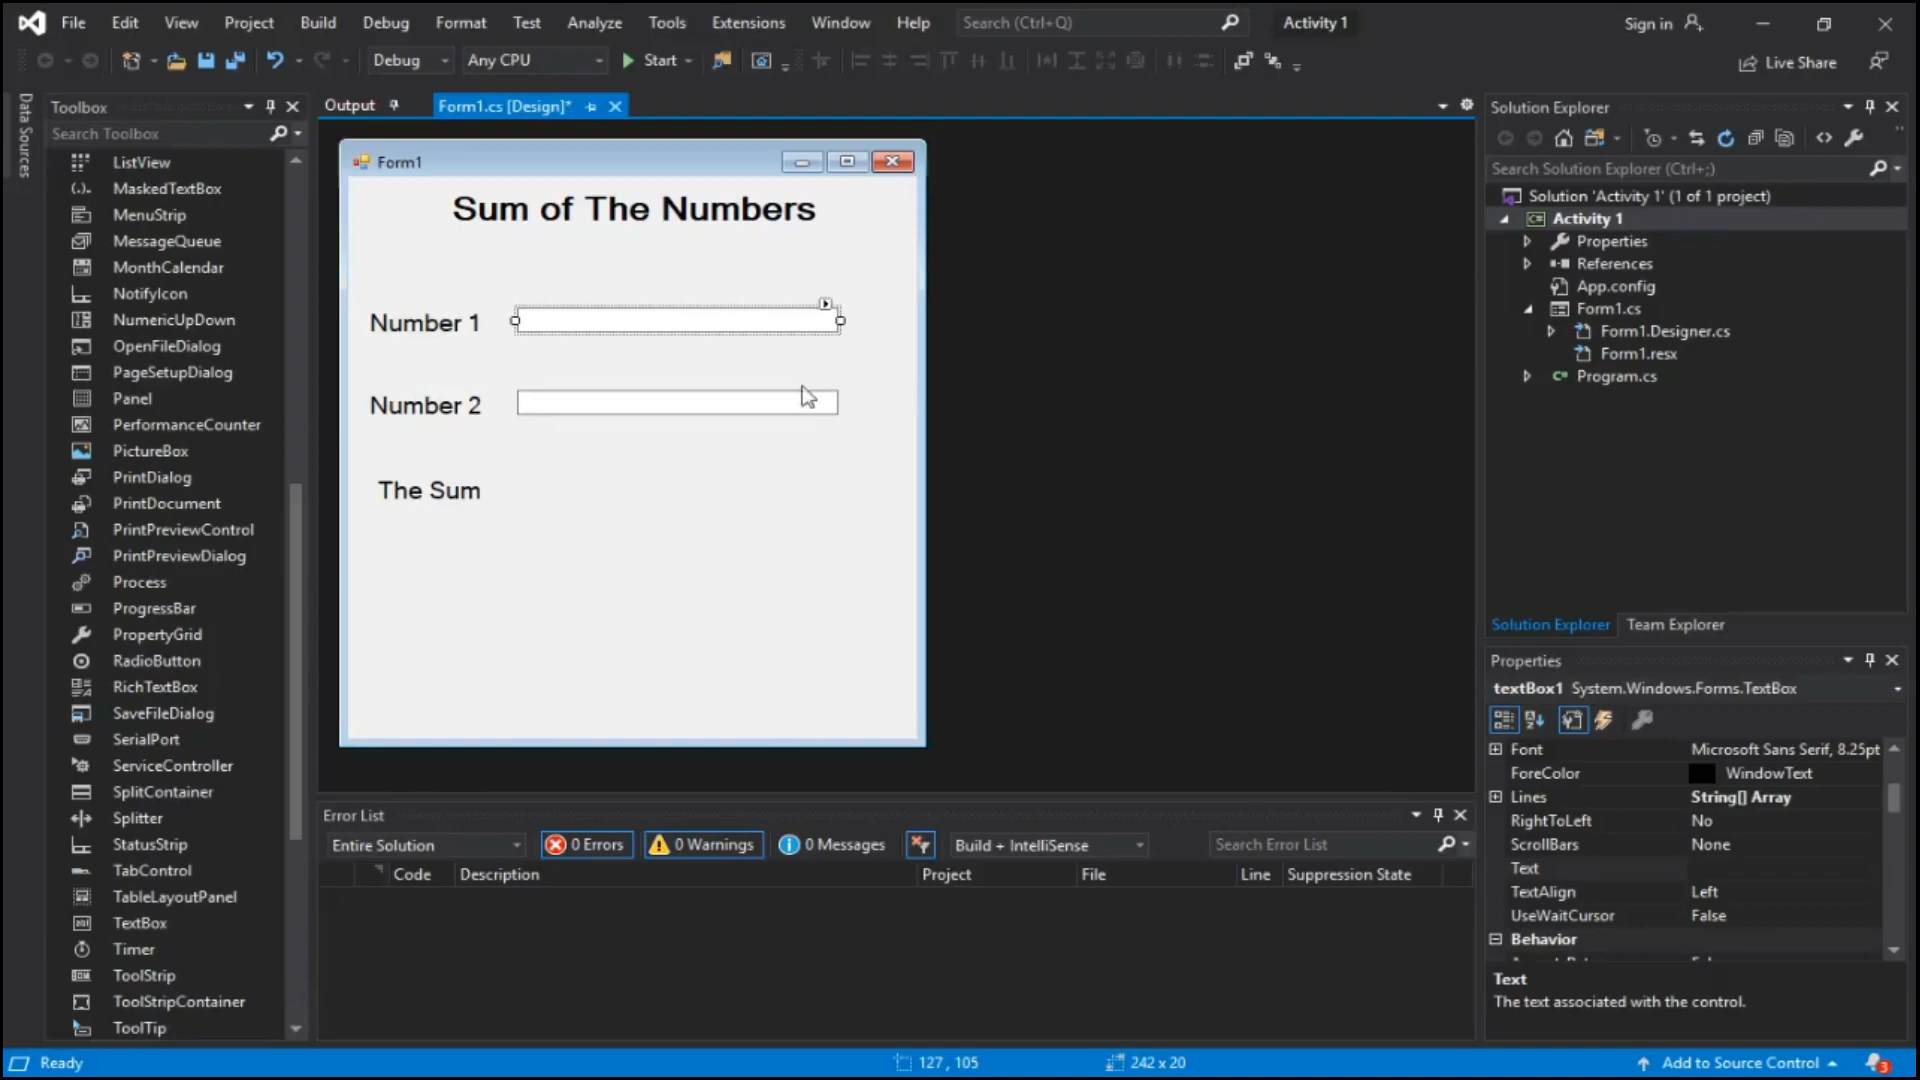 File Edit View Project Build Debug Format Test Analyze Tools Extensions Window Help Search (Ctrl+Q) Activity 1 Sign in
Debug Any CPU Start Live Share
Data Sources
Toolbox
Search Toolbox
ListView
MaskedTextBox
MenuStrip
MessageQueue
MonthCalendar
NotifyIcon
NumericUpDown
OpenFileDialog
PageSetupDialog
Panel
PerformanceCounter
PictureBox
PrintDialog
PrintDocument
PrintPreviewControl
PrintPreviewDialog
Process
ProgressBar
PropertyGrid
RadioButton
RichTextBox
SaveFileDialog
SerialPort
ServiceController
SplitContainer
Splitter
StatusStrip
TabControl
TableLayoutPanel
TextBox
Timer
ToolStrip
ToolStripContainer
ToolTip
Output Form1.cs [Design]*
Form1
Sum of The Numbers
Number 1
Number 2
The Sum
Error List
Entire Solution 0 Errors 0 Warnings 0 Messages Build + IntelliSense Search Error List
Code Description Project File Line Suppression State
Solution Explorer
Search Solution Explorer (Ctrl+;)
Solution 'Activity 1' (1 of 1 project)
Activity 1
Properties
References
App.config
Form1.cs
Form1.Designer.cs
Form1.resx
Program.cs
Solution Explorer Team Explorer
Properties
textBox1 System.Windows.Forms.TextBox
Font Microsoft Sans Serif, 8.25pt
ForeColor WindowText
Lines String[] Array
RightToLeft No
ScrollBars None
Text
TextAlign Left
UseWaitCursor False
Behavior
Text
The text associated with the control.
Ready 127 , 105 242 x 20 Add to Source Control 3